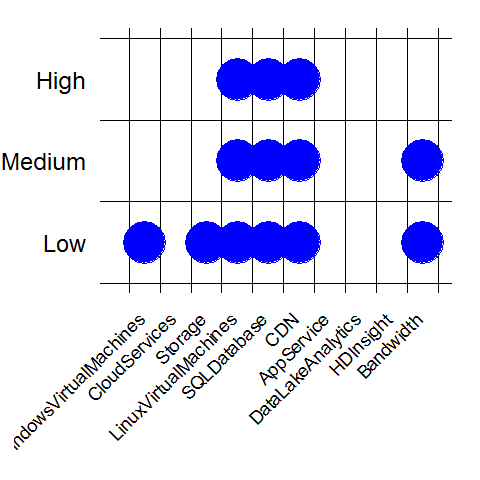 High
Medium
Low
ndowsVirtualMachines
CloudServices
Storage
LinuxVirtualMachines
SQLDatabase
CDN
AppService
DataLakeAnalytics
HDInsight
Bandwidth